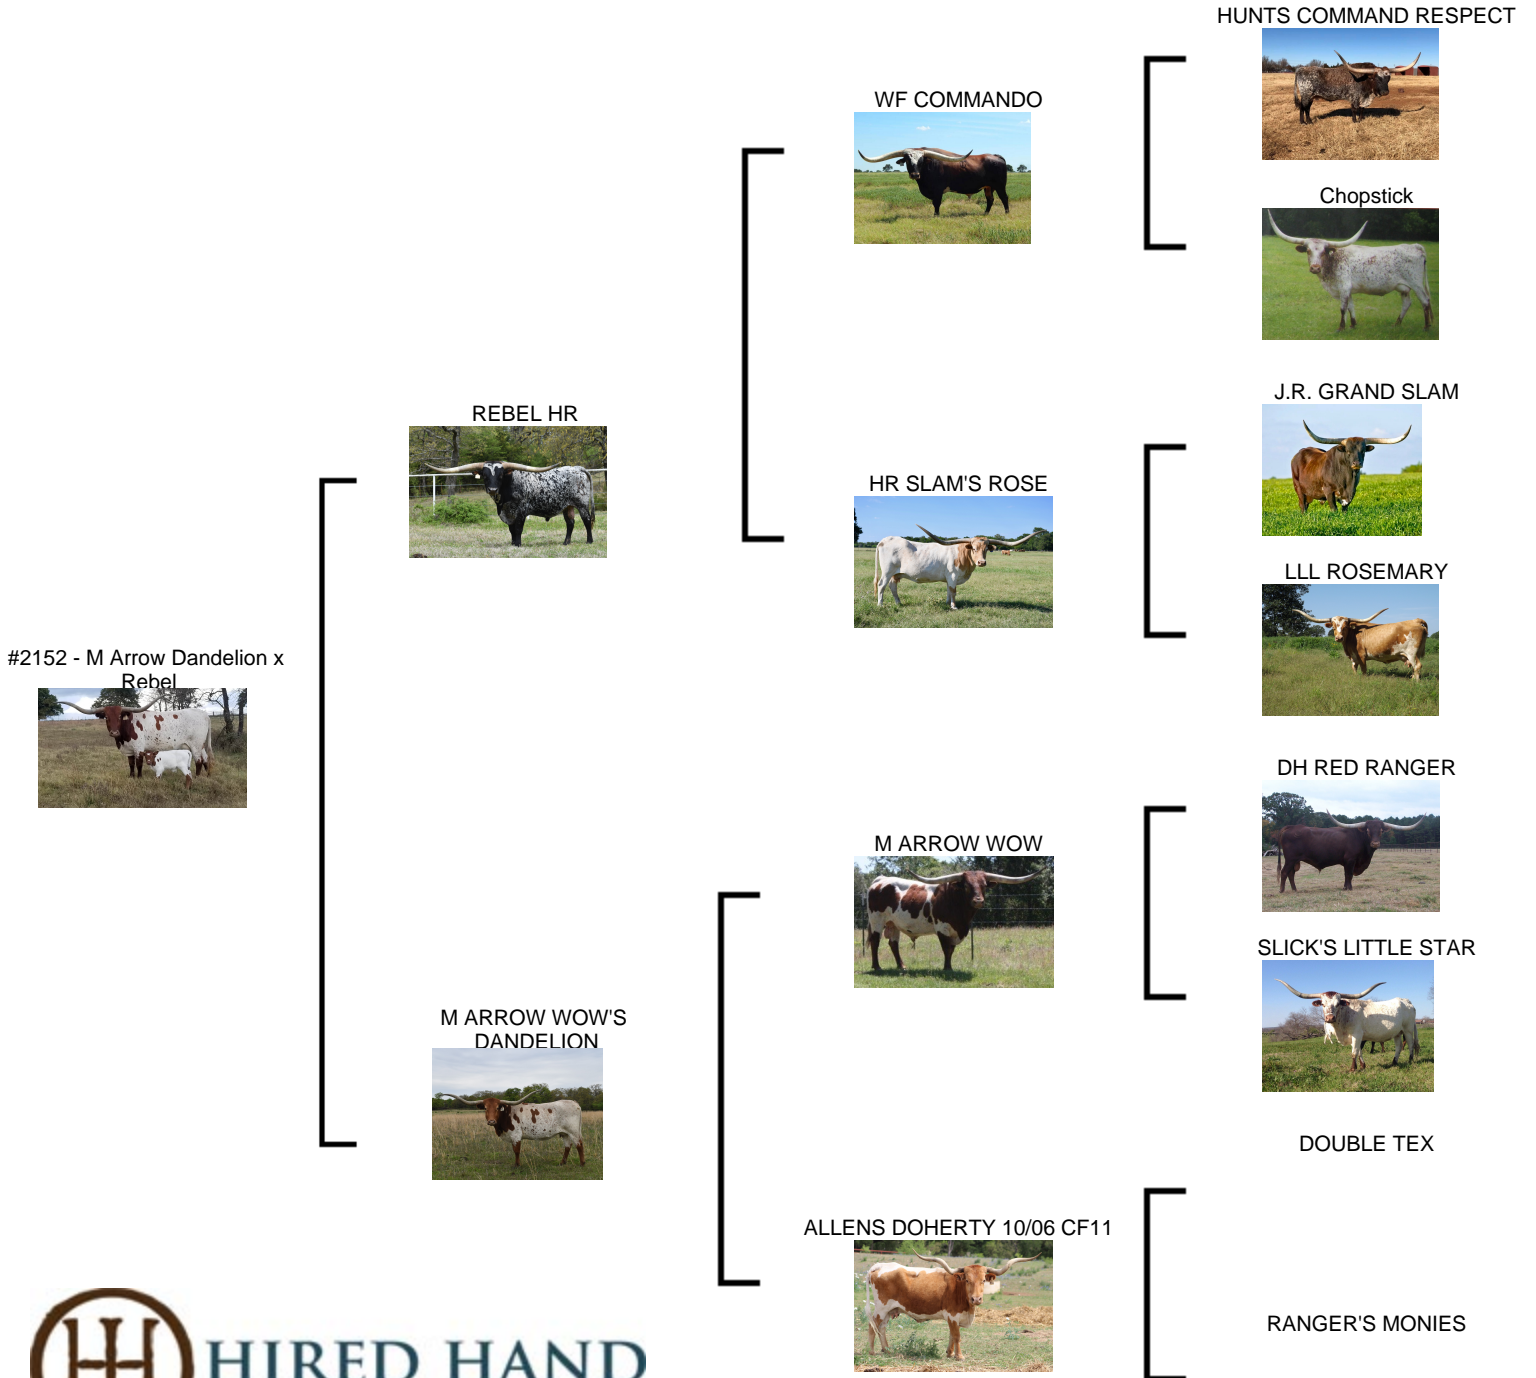 HUNTS COMMAND RESPECT
WF COMMANDO
Chopstick
J.R. GRAND SLAM
REBEL HR
HR SLAM'S ROSE
LLL ROSEMARY
#2152 - M Arrow Dandelion x
Rebel
DH RED RANGER
M ARROW WOW
SLICK'S LITTLE STAR
M ARROW WOW'S
DANDELION
DOUBLE TEX
ALLENS DOHERTY 10/06 CF11
RANGER'S MONIES
HIRED HAND